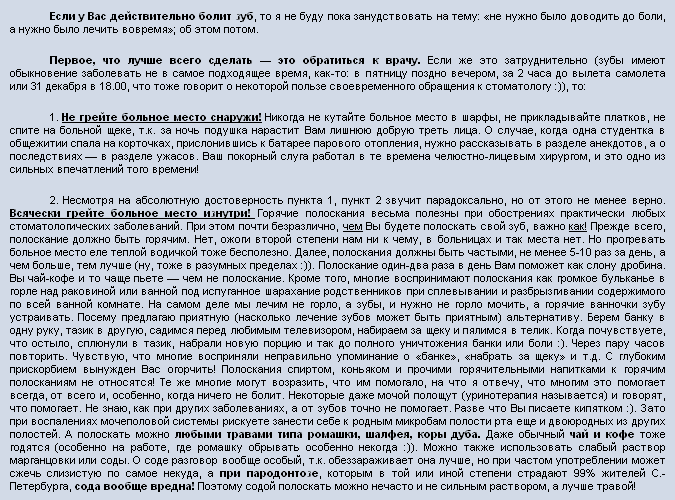 Если у Вас действительно болит зуб, то я не буду пока занудствовать на тему: «не нужно было доводить до боли,
а нужно было лечить вовремя»; об этом потом.
Первое, что лучше всего сделать — это обратиться к врачу. Если же это затруднительно (зубы имеют
обыкновение заболевать не в самое подходящее время, как-то: в пятницу поздно вечером, за 2 часа до вылета самолета
или 31 декабря в 18.00, что тоже говорит о некоторой пользе своевременного обращения к стоматологу :)), то:
1. Не грейте больное место снаружи! Никогда не кутайте больное место в шарфы, не прикладывайте платков, не
спите на больной щеке, т.к. за ночь подушка нарастит Вам лишнюю добрую треть лица. О случае, когда одна студентка в
общежитии спала на корточках, прислонившись к батарее парового отопления, нужно рассказывать в разделе анекдотов, а о
последствиях — в разделе ужасов. Ваш покорный слуга работал в те времена челюстно-лицевым хирургом, и это одно из
сильных впечатлений того времени!
2. Несмотря на абсолютную достоверность пункта 1, пункт 2 звучит парадоксально, но от этого не менее верно.
Всячески грейте больное место изнутри! Горячие полоскания весьма полезны при обострениях практически любых
стоматологических заболеваний. При этом почти безразлично, чем Вы будете полоскать свой зуб, важно как! Прежде всего,
полоскание должно быть горячим. Нет, ожоги второй степени нам ни к чему, в больницах и так места нет. Но прогревать
больное место еле теплой водичкой тоже бесполезно. Далее, полоскания должны быть частыми, не менее 5-10 раз за день, а
чем больше, тем лучше (ну, тоже в разумных пределах :)). Полоскание один-два раза в день Вам поможет как слону дробина.
Вы чай-кофе и то чаще пьете — чем не полоскание. Кроме того, многие воспринимают полоскания как громкое бульканье в
горле над раковиной или ванной под испуганное шарахание родственников при сплевывании и разбрызгивании содержимого
по всей ванной комнате. На самом деле мы лечим не горло, а зубы, и нужно не горло мочить, а горячие ванночки зубу
устраивать. Посему предлагаю приятную (насколько лечение зубов может быть приятным) альтернативу. Берем банку в
одну руку, тазик в другую, садимся перед любимым телевизором, набираем за щеку и пялимся в телик. Когда почувствуете,
что остыло, сплюнули в тазик, набрали новую порцию и так до полного уничтожения банки или боли :). Через пару часов
повторить. Чувствую, что многие восприняли неправильно упоминание о «банке», «набрать за щеку» и т.д. С глубоким
прискорбием вынужден Вас огорчить! Полоскания спиртом, коньяком и прочими горячительными напитками к горячим
полосканиям не относятся! Те же многие могут возразить, что им помогало, на что я отвечу, что многим это помогает
всегда, от всего и, особенно, когда ничего не болит. Некоторые даже мочой полощут (уринотерапия называется) и говорят,
что помогает. Не знаю, как при других заболеваниях, а от зубов точно не помогает. Разве что Вы писаете кипятком :). Зато
при воспалениях мочеполовой системы рискуете занести себе к родным микробам полости рта еще и двоюродных из других
полостей. А полоскать можно любыми травами типа ромашки, шалфея, коры дуба. Даже обычный чай и кофе тоже
годятся (особенно на работе, где ромашку обрывать особенно некогда :)). Можно также использовать слабый раствор
марганцовки или соды. О соде разговор вообще особый, т.к. обеззараживает она лучше, но при частом употреблении может
сжечь слизистую по самое некуда, а при пародонтозе, которым в той или иной степени страдают 99% жителей С.-
Петербурга, сода вообще вредна! Поэтому содой полоскать можно нечасто и не сильным раствором, а лучше травой!